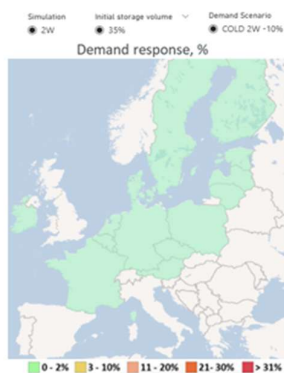 Simulation Initial storage volume Demand Scenario
2W 35% COLD 2W -10%
Demand response, %
0 - 2% 3 - 10% 11 - 20% 21- 30% > 31%